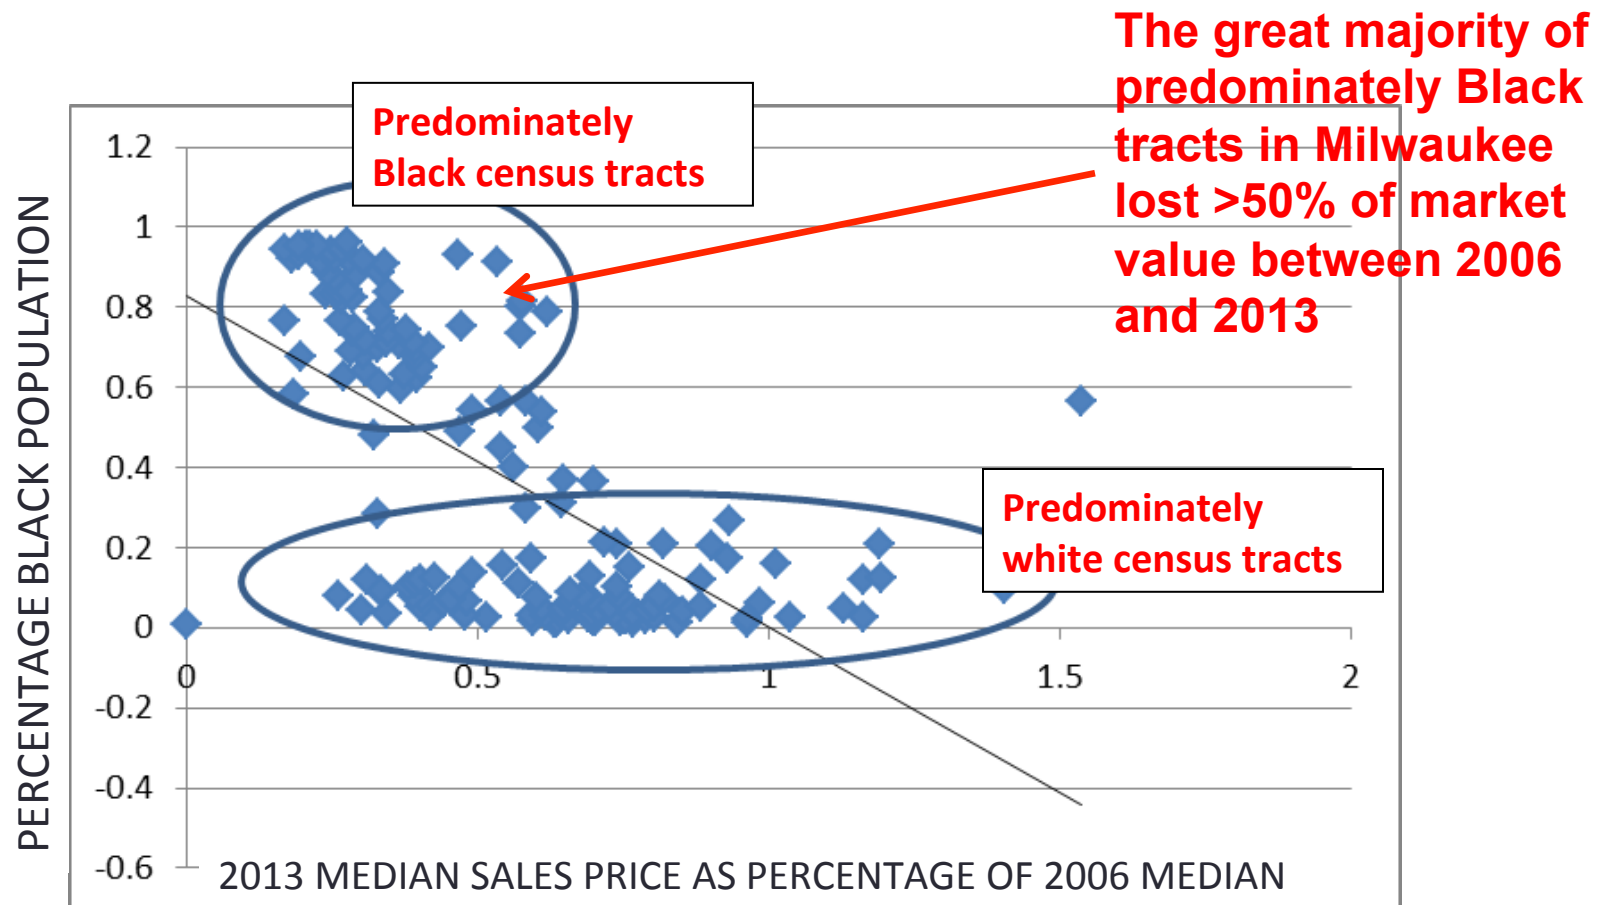 The great majority of
predominately Black
tracts in Milwaukee
lost >50% of market
value between 2006
and 2013
Predominately
Black census tracts
Predominately
white census tracts
PERCENTAGE BLACK POPULATION
1.2
1
0.8
0.6
0.4
0.2
0
-0.2
-0.4
-0.6
0 0.5 1 1.5 2
2013 MEDIAN SALES PRICE AS PERCENTAGE OF 2006 MEDIAN